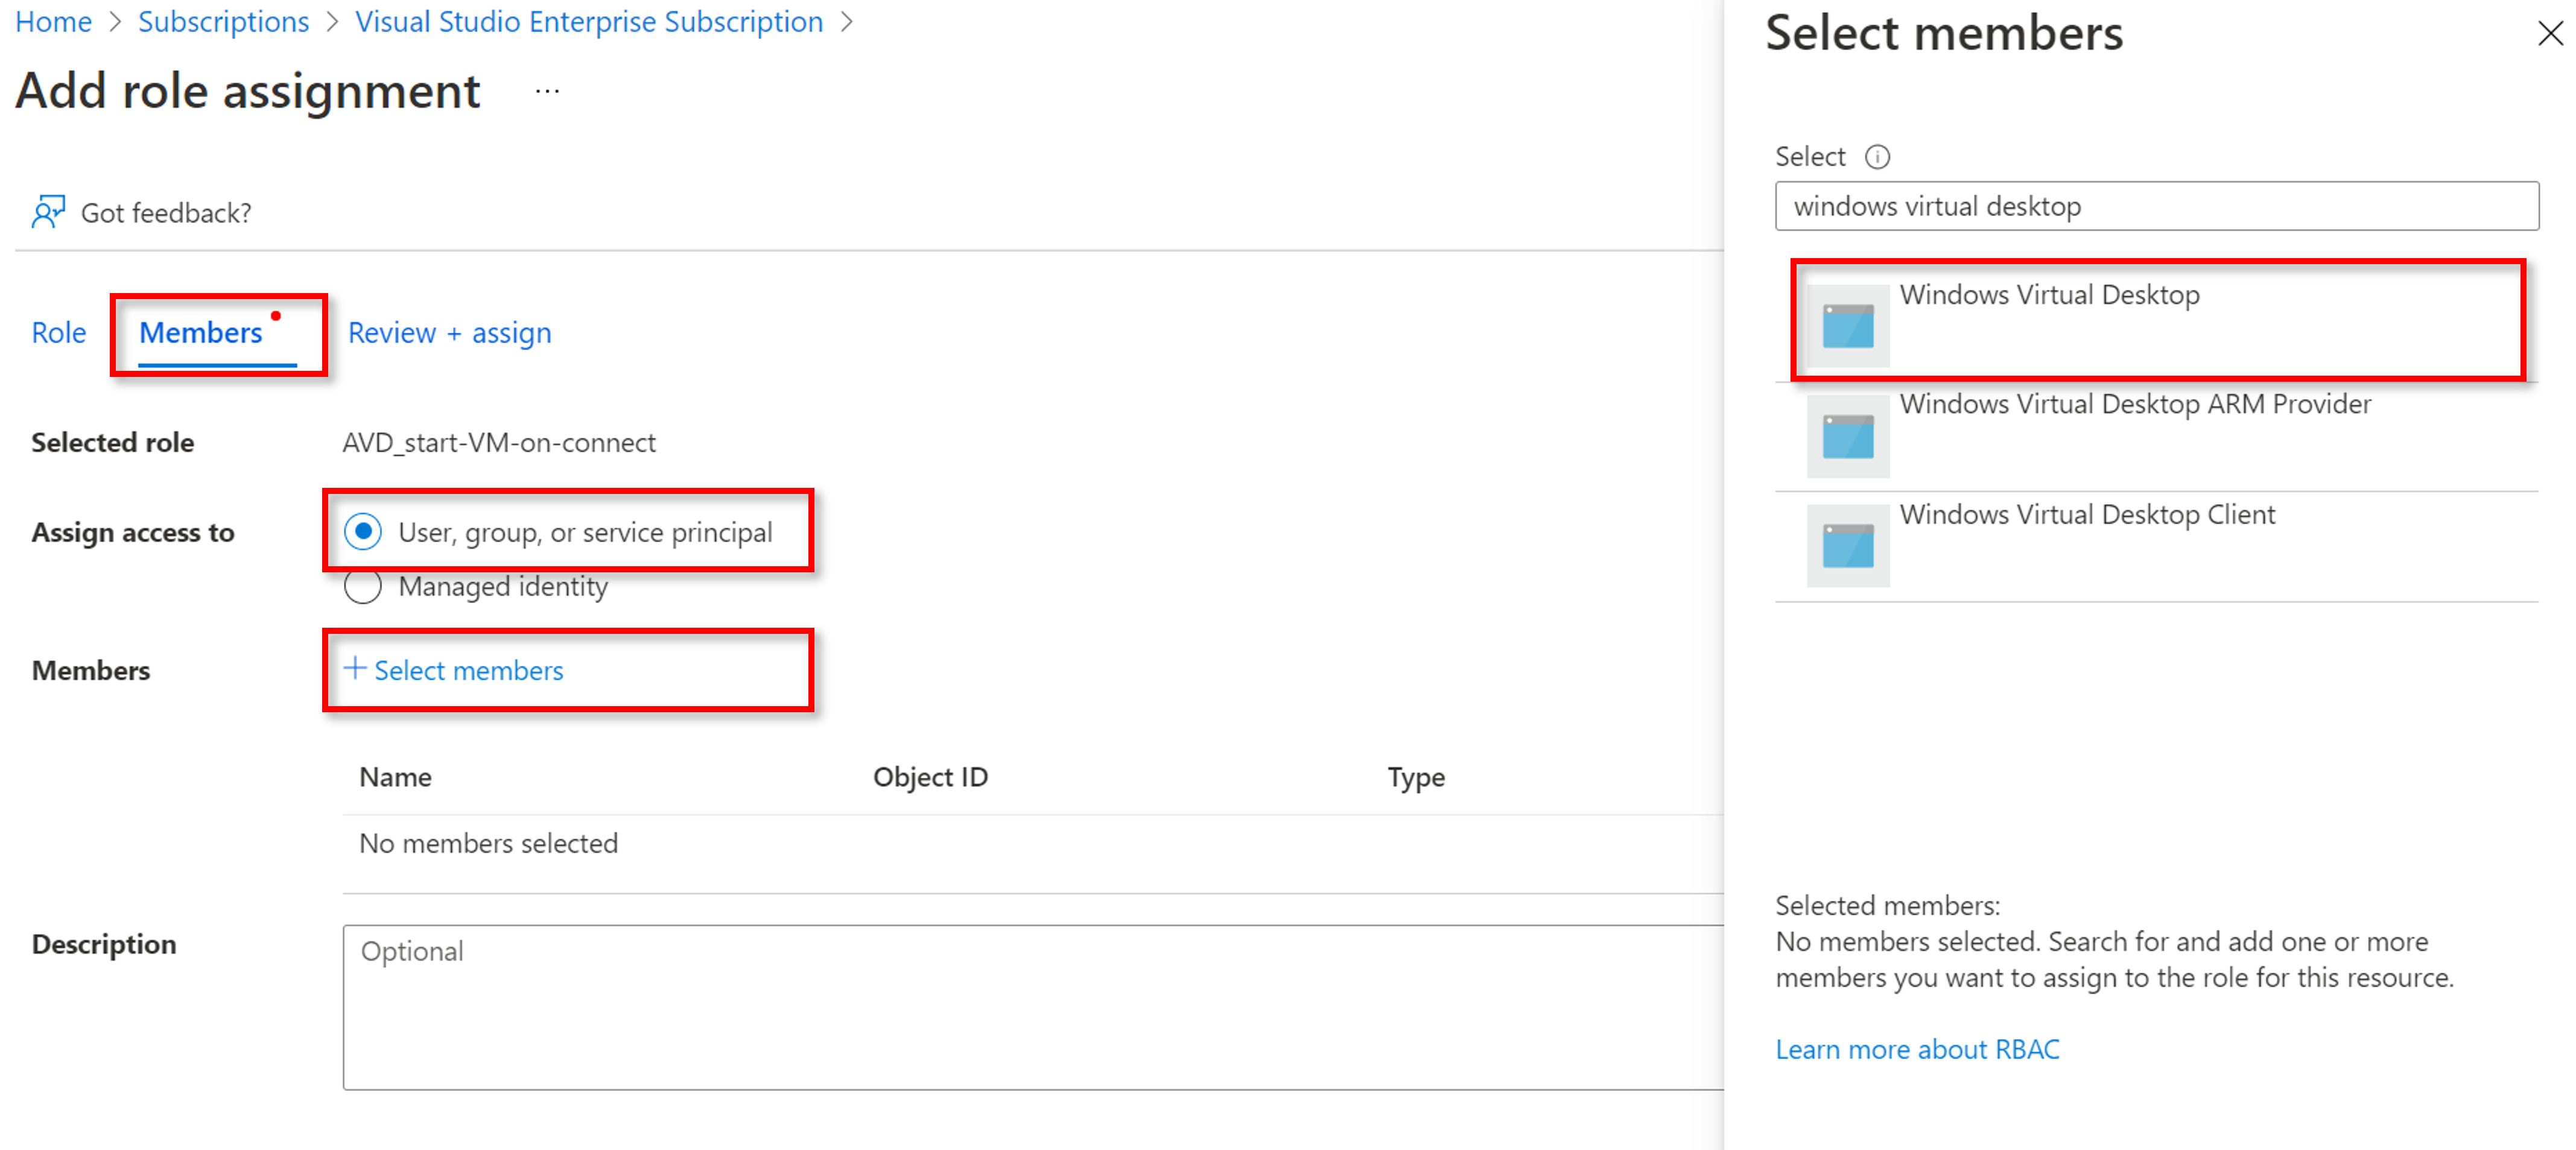 Home > Subscriptions > Visual Studio Enterprise Subscription >
Add role assignment ...
Got feedback?
Role Members Review + assign
Selected role AVD_start-VM-on-connect
Assign access to User, group, or service principal
Managed identity
Members + Select members
Name Object ID Type
No members selected
Description Optional
Select members
Select
windows virtual desktop
Windows Virtual Desktop
Windows Virtual Desktop ARM Provider
Windows Virtual Desktop Client
Selected members:
No members selected. Search for and add one or more
members you want to assign to the role for this resource.
Learn more about RBAC